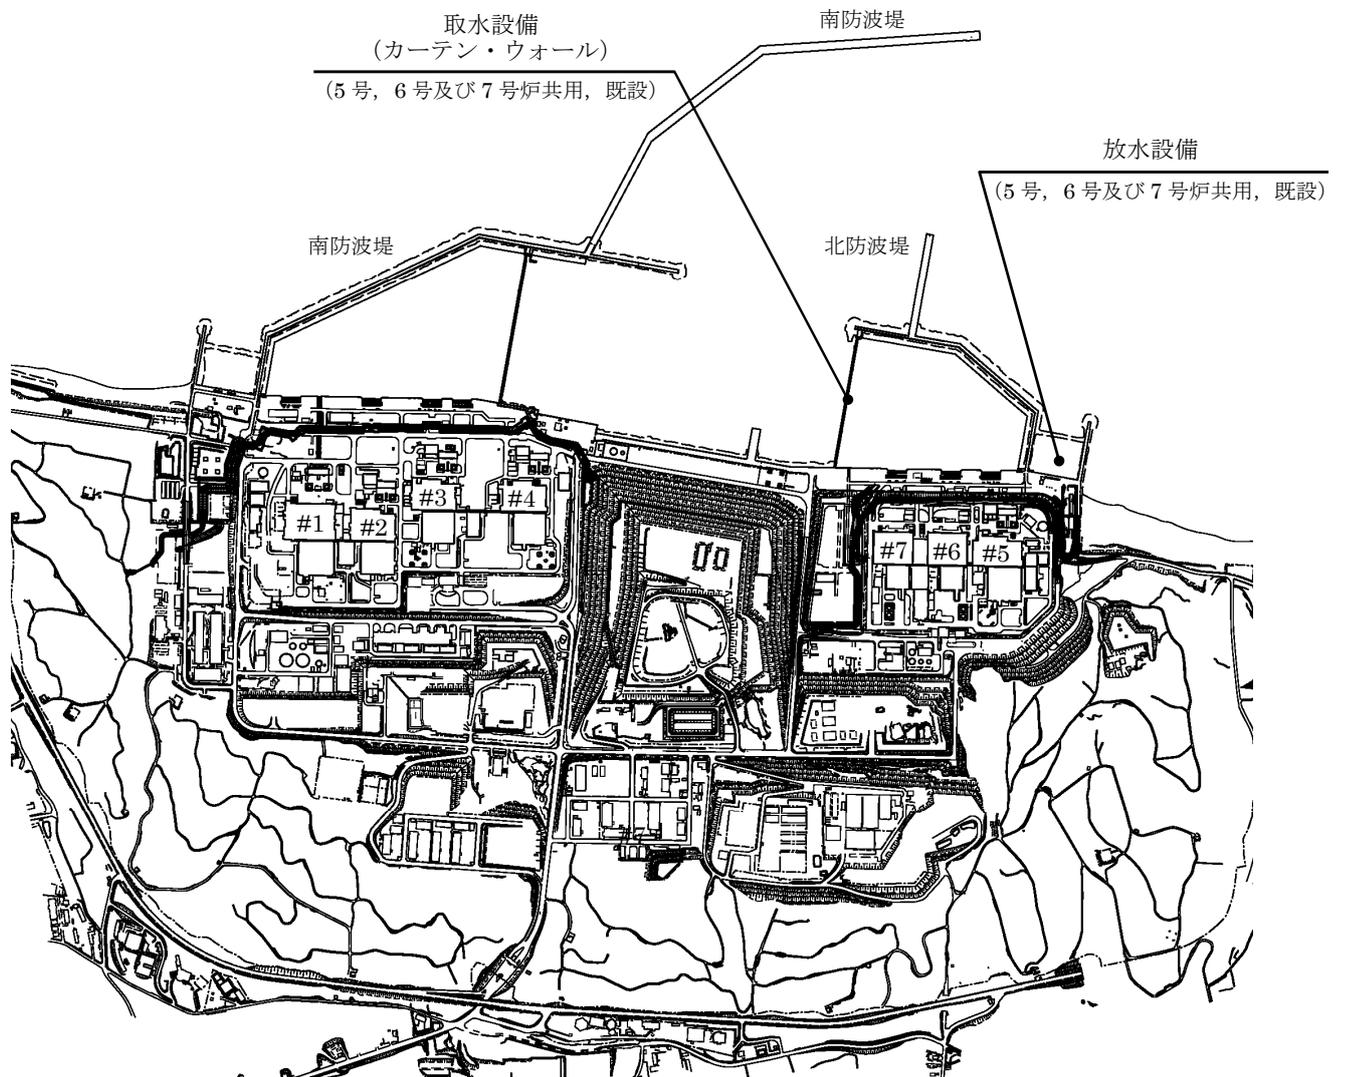 取水設備
(カーテン・ウォール)
(5号,6号及び7号炉共用,既設)
南防波堤
放水設備
(5号,6号及び7号炉共用,既設)
南防波堤
北防波堤
#1
#2
#3
#4
#7
#6
#5